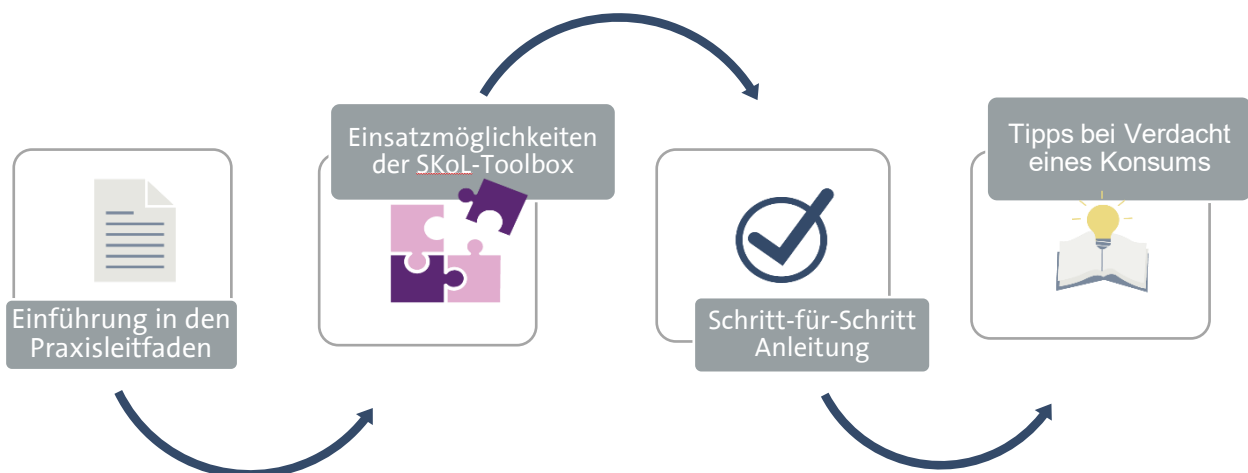 Einführung in den
Praxisleitfaden
Einsatzmöglichkeiten
der SKoL-Toolbox
Schritt-für-Schritt
Anleitung
Tipps bei Verdacht
eines Konsums